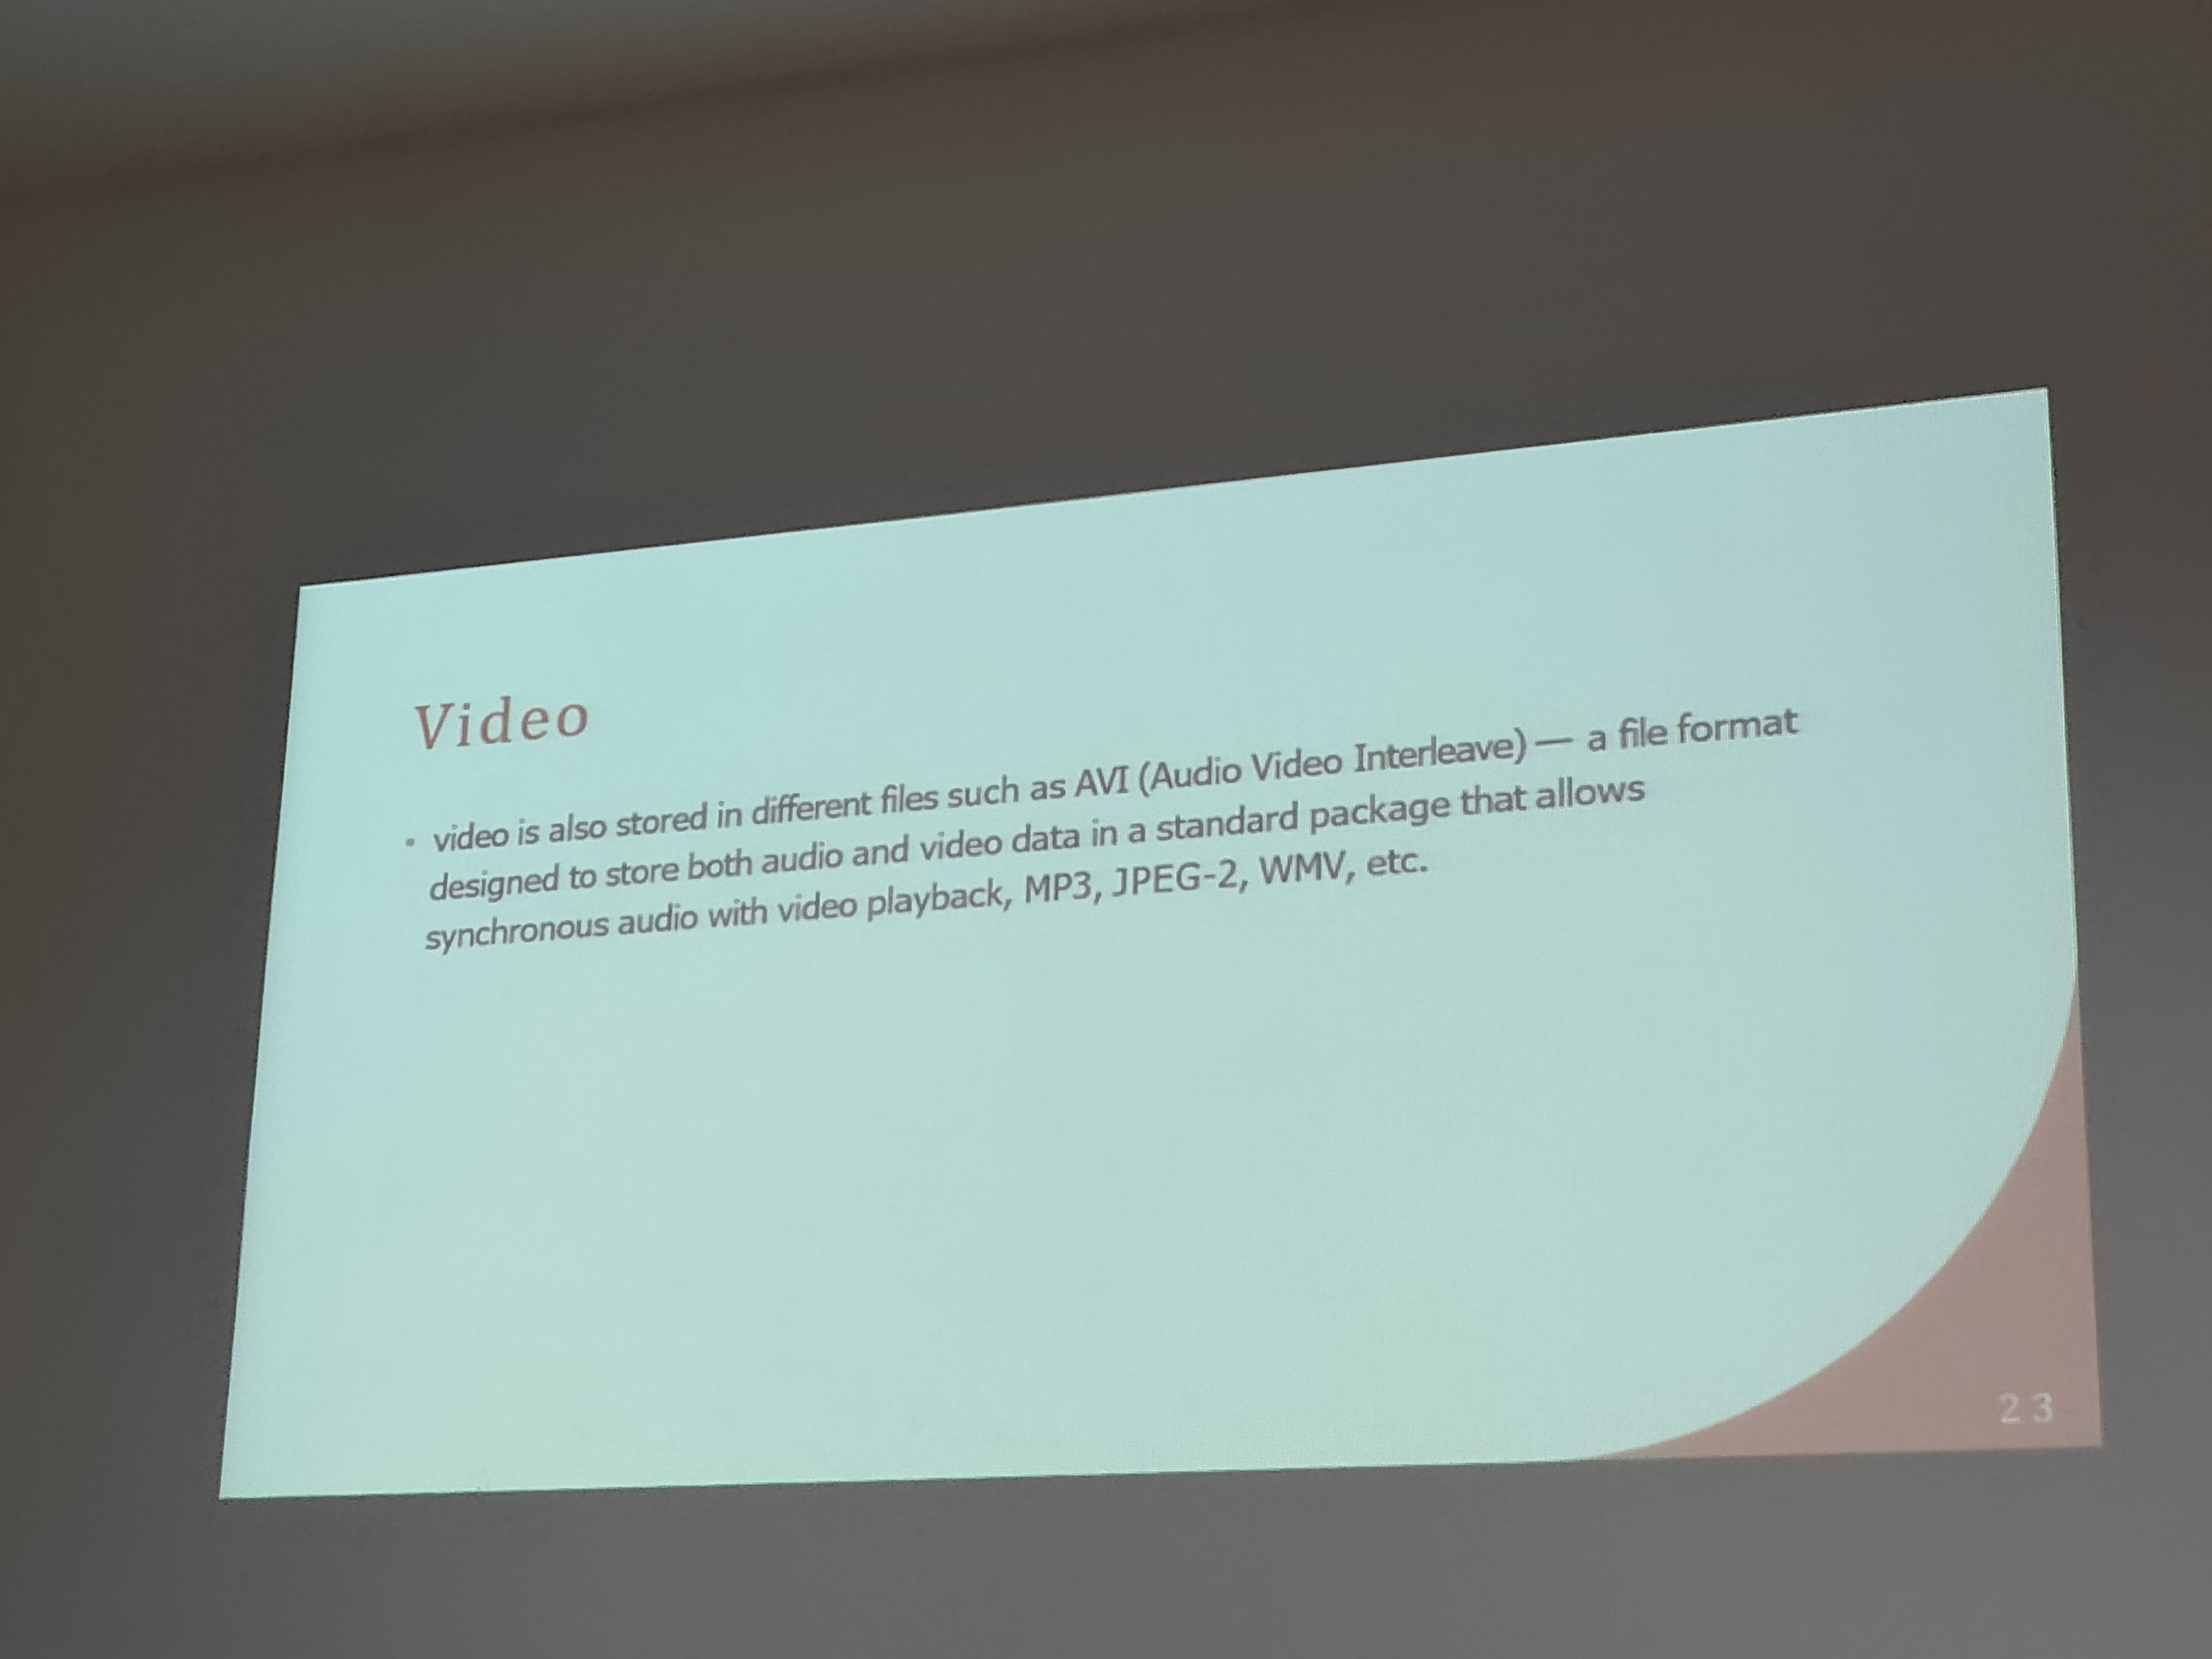 Video
• video is also stored in different files such as AVI (Audio Video Interleave) — a file format
designed to store both audio and video data in a standard package that allows
synchronous audio with video playback, MP3, JPEG-2, WMV, etc.
23